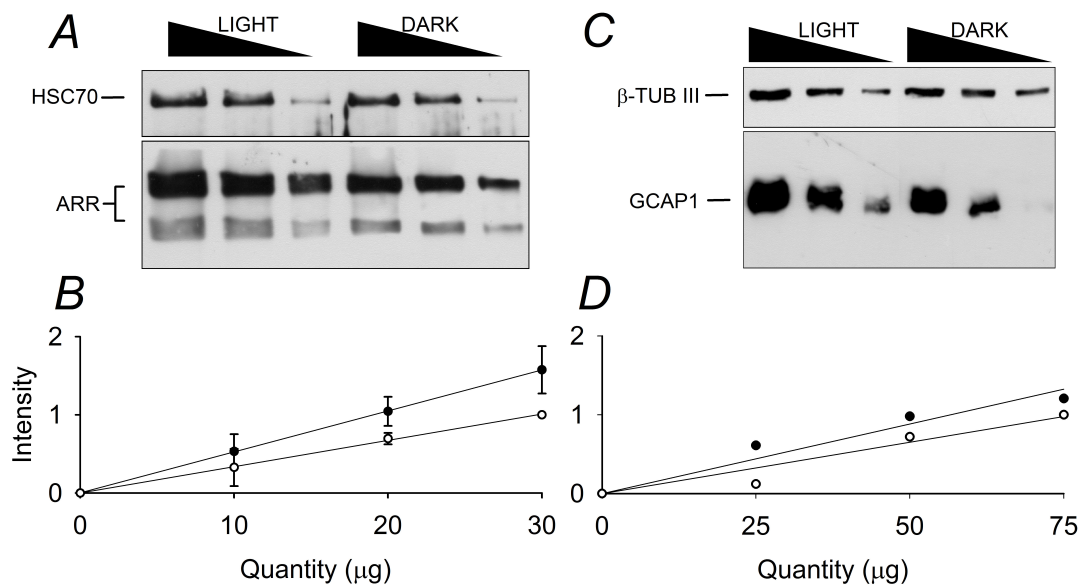 A
LIGHT
DARK
HSC70
ARR
C
LIGHT
DARK
β-TUB III
GCAP1
B
2
1
0
Intensity
0
10
20
30
Quantity (μg)
D
2
1
0
0
25
50
75
Quantity (μg)